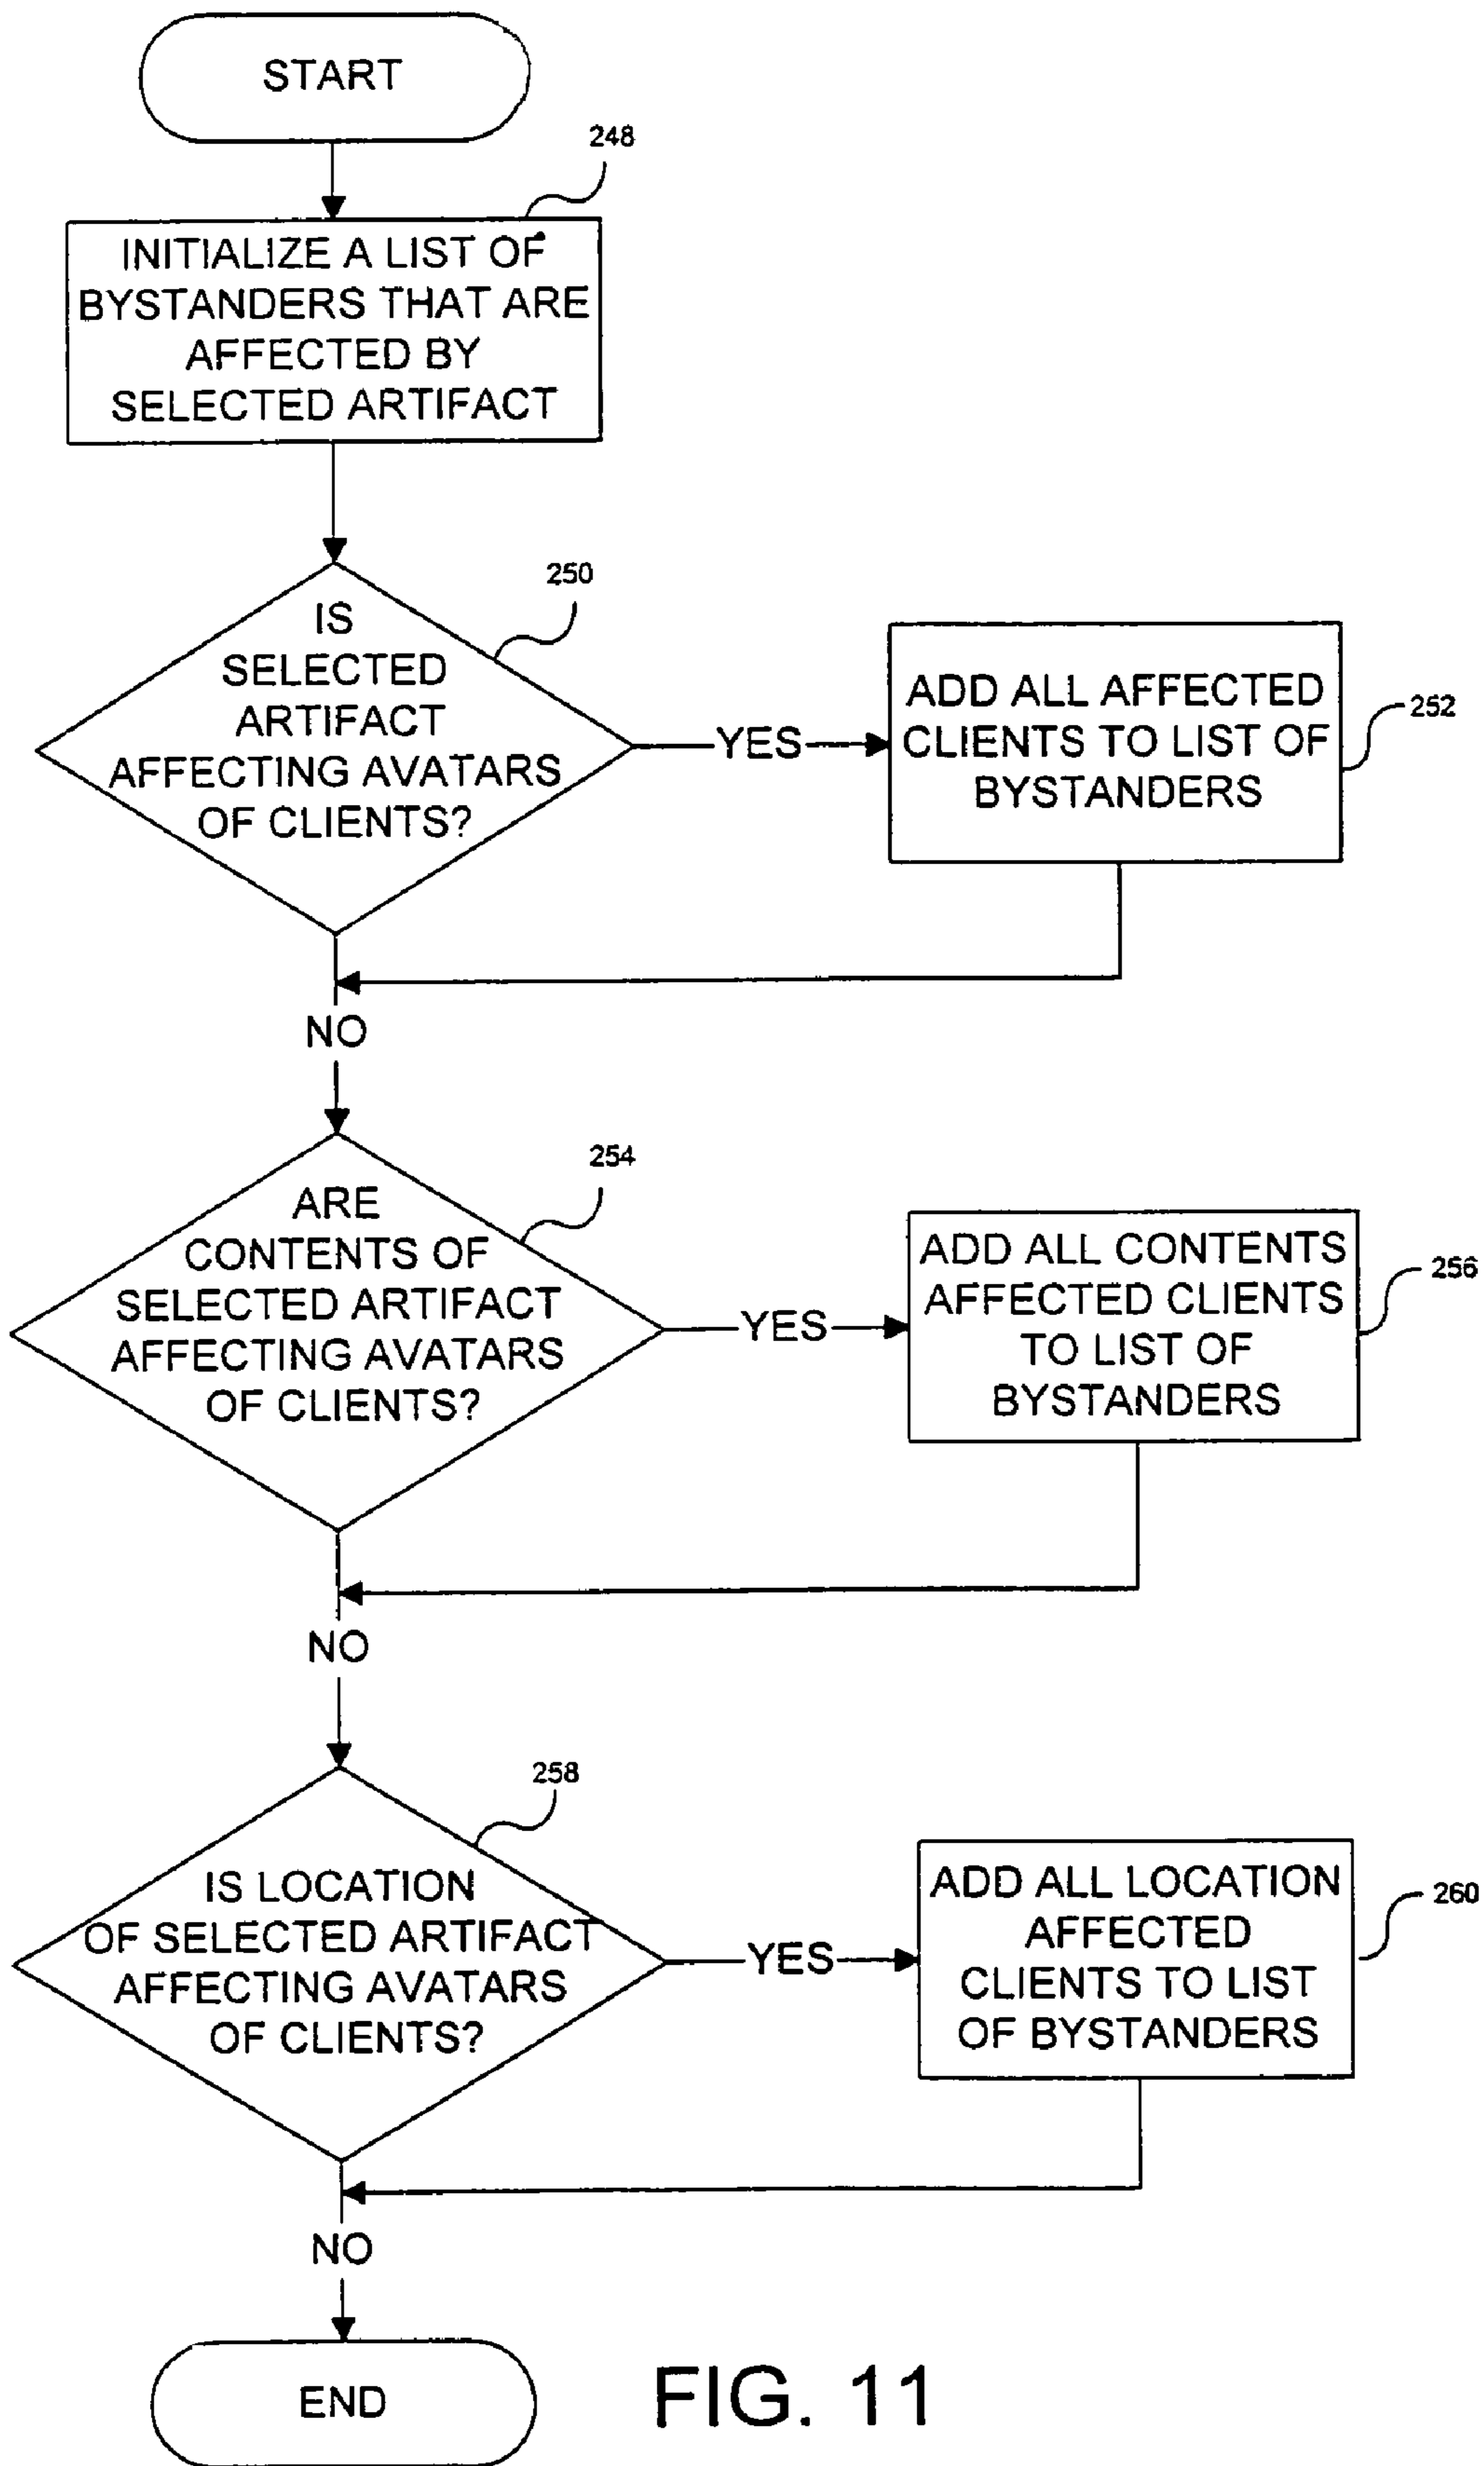 START
248
INITIALIZE A LIST OF
BYSTANDERS THAT ARE
AFFECTED BY
SELECTED ARTIFACT
250
IS
SELECTED
ARTIFACT
AFFECTING AVATARS
OF CLIENTS?
YES
ADD ALL AFFECTED
CLIENTS TO LIST OF
BYSTANDERS
252
NO
254
ARE
CONTENTS OF
SELECTED ARTIFACT
AFFECTING AVATARS
OF CLIENTS?
YES
ADD ALL CONTENTS
AFFECTED CLIENTS
TO LIST OF
BYSTANDERS
256
NO
258
IS LOCATION
OF SELECTED ARTIFACT
AFFECTING AVATARS
OF CLIENTS?
YES
ADD ALL LOCATION
AFFECTED
CLIENTS TO LIST
OF BYSTANDERS
260
NO
END
FIG. 11